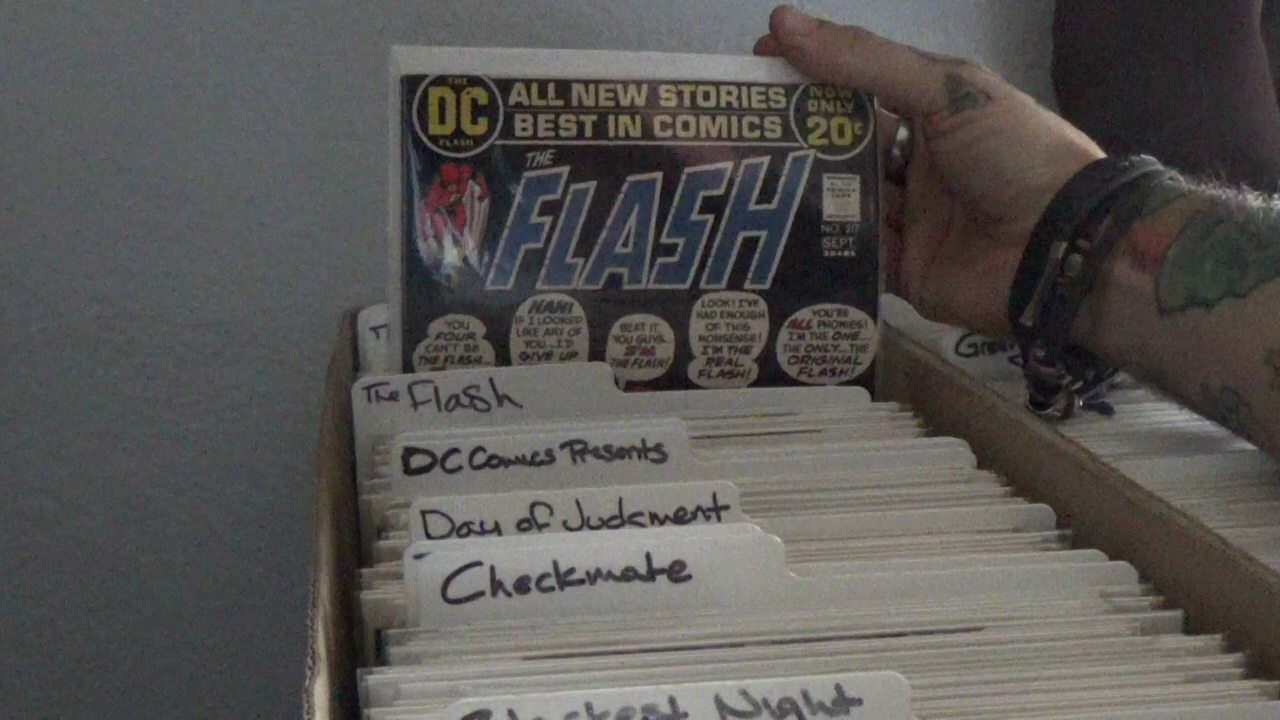 THE
DC
FLASH
ALL NEW STORIES
BEST IN COMICS
NOW
ONLY
20¢
THE
FLASH
NO. 217
SEPT.
YOU
FOUR
CAN'T BE
THE FLASH...
NAH!
IF I LOOKED
LIKE ANY OF
YOU...I'D
GIVE UP
BEAT IT
YOU GUYS...
I'M
THE FLASH!
LOOK! I'VE
HAD ENOUGH
OF THIS
NONSENSE!
I'M THE
REAL
FLASH!
YOU'RE
ALL PHONIES!
I'M THE ONE...
THE ONLY...THE
ORIGINAL
FLASH!
T
The Flash
DC Comics Presents
Day of Judgment
Checkmate
Night
Green